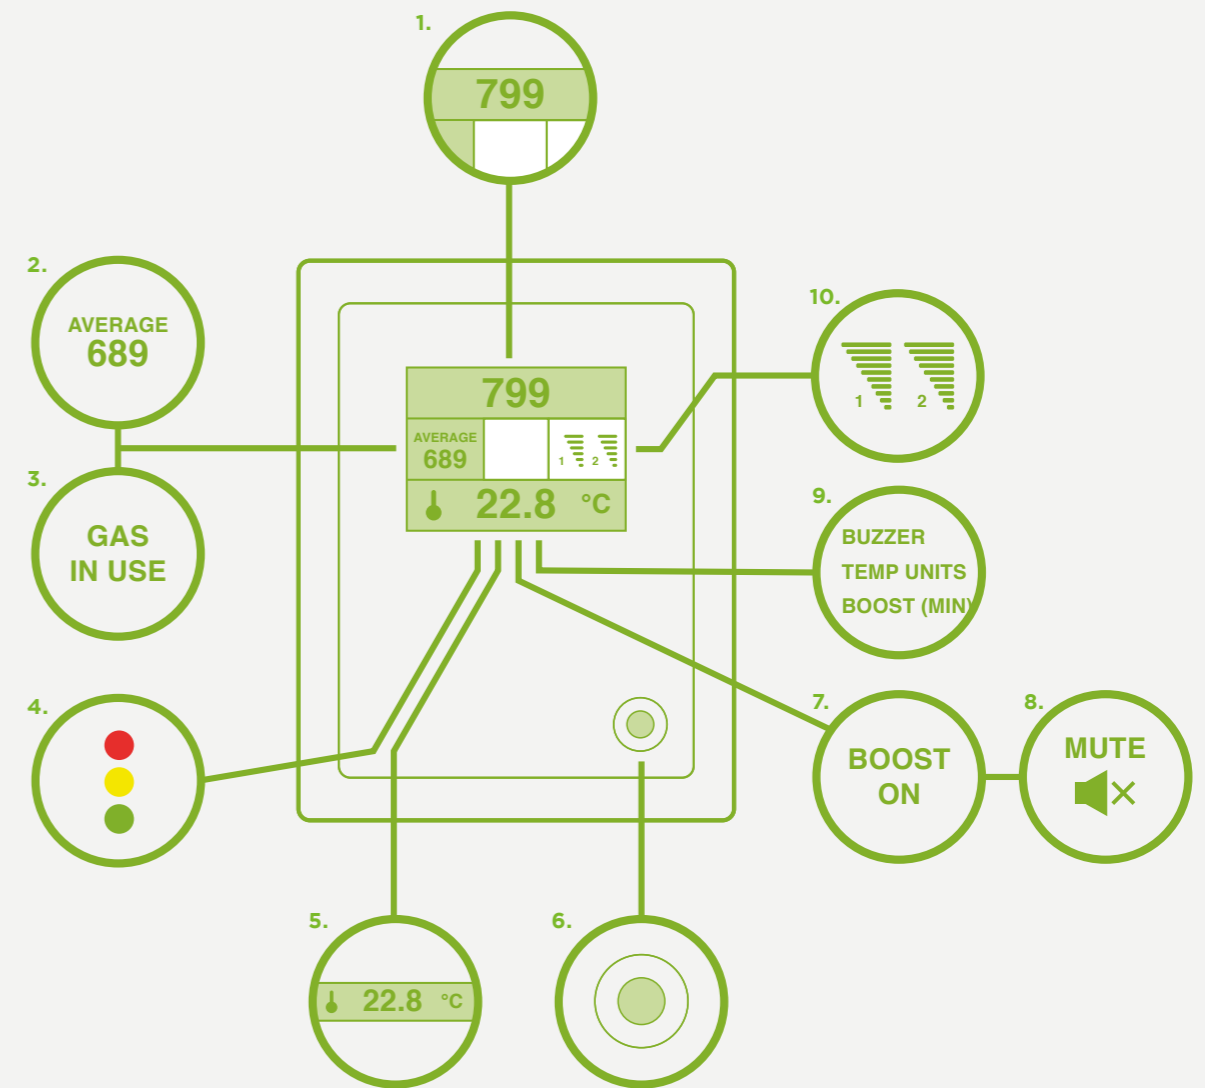 1.
799
2.
AVERAGE
689
3.
GAS
IN USE
4.
5.
22.8 °C
6.
7.
BOOST
ON
8.
MUTE
9.
BUZZER
TEMP UNITS
BOOST (MIN)
10.
1 2
799
AVERAGE
689
1 2
22.8 °C